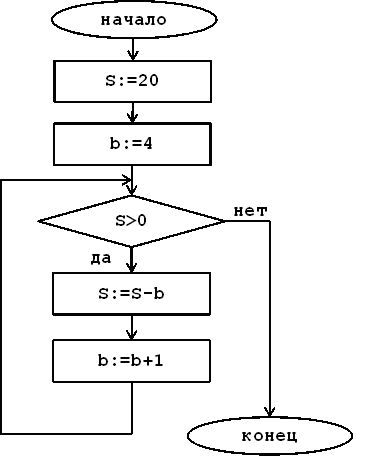 начало
S:=20
b:=4
S>0
нет
да
S:=S-b
b:=b+1
конец